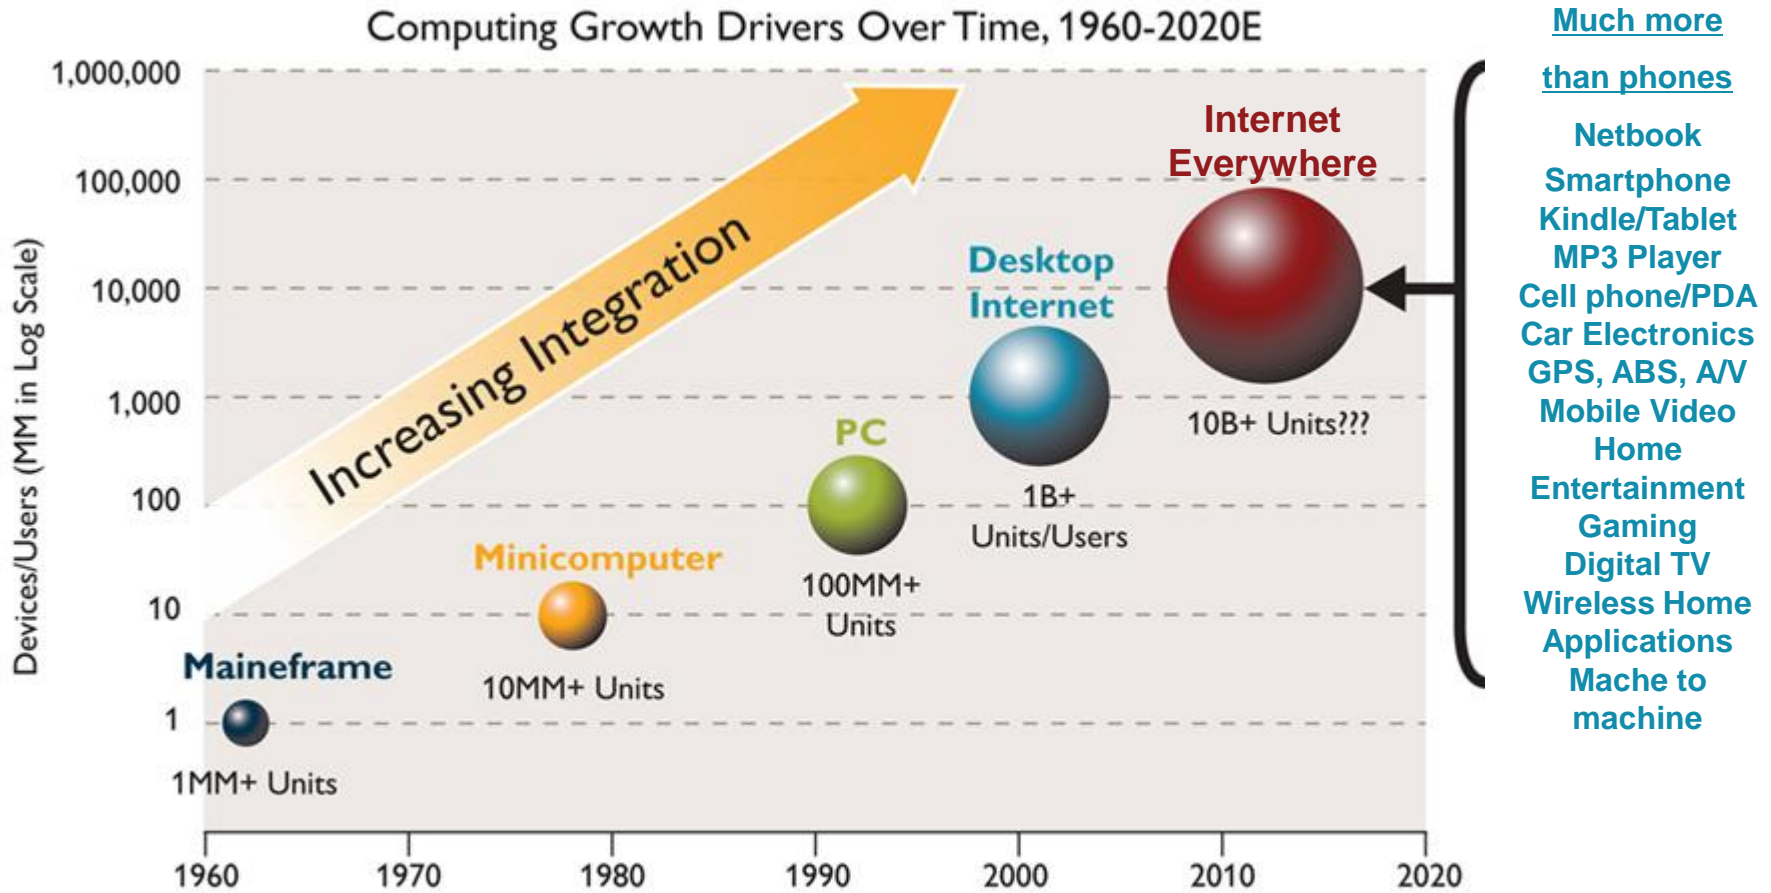 Computing Growth Drivers Over Time, 1960-2020E
Devices/Users (MM in Log Scale)
1,000,000
100,000
10,000
1,000
100
10
1
Increasing Integration
Maineframe
1MM+ Units
Minicomputer
10MM+ Units
PC
100MM+
Units
Desktop
Internet
1B+
Units/Users
Internet
Everywhere
10B+ Units???
1960
1970
1980
1990
2000
2010
2020
Much more
than phones
Netbook
Smartphone
Kindle/Tablet
MP3 Player
Cell phone/PDA
Car Electronics
GPS, ABS, A/V
Mobile Video
Home
Entertainment
Gaming
Digital TV
Wireless Home
Applications
Mache to
machine